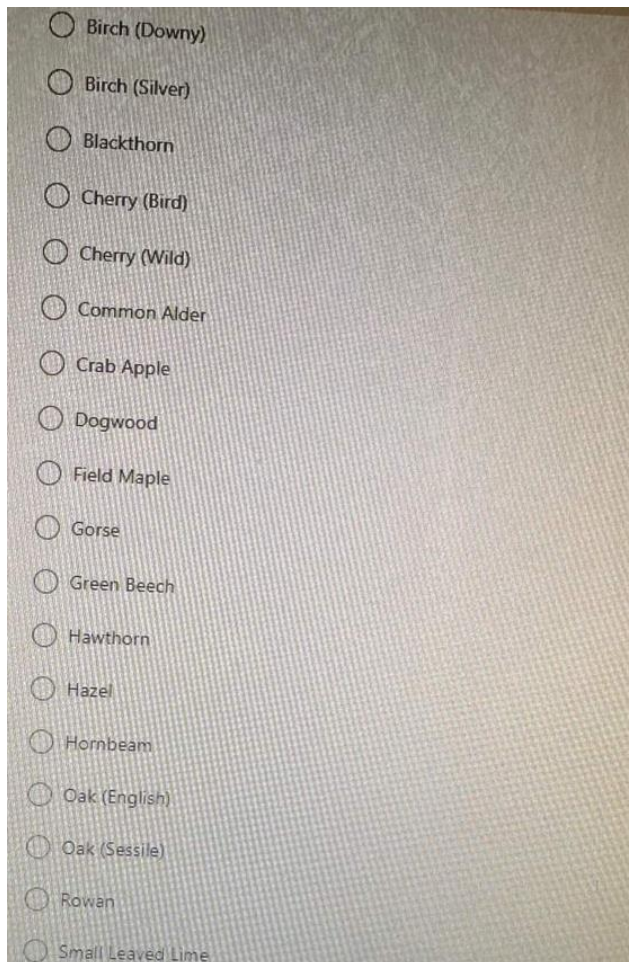 Birch (Downy)
Birch (Silver)
Blackthorn
Cherry (Bird)
Cherry (Wild)
Common Alder
Crab Apple
Dogwood
Field Maple
Gorse
Green Beech
Hawthorn
Hazel
Hornbeam
Oak (English)
Oak (Sessile)
Rowan
Small Leaved Lime